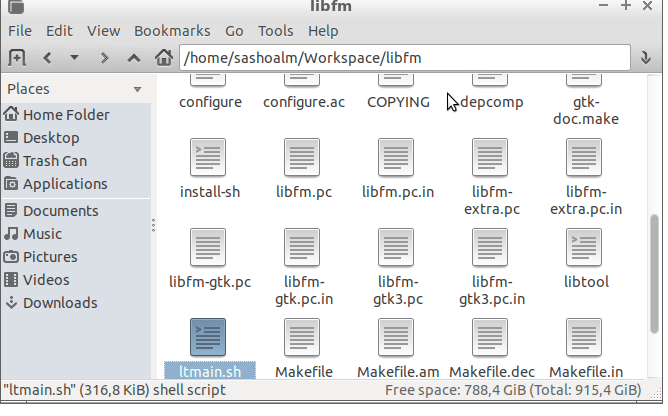 libfm
File Edit View Bookmarks Go Tools Help
/home/sashoalm/Workspace/libfm
Places
Home Folder
Desktop
Trash Can
Applications
Documents
Music
Pictures
Videos
Downloads
configure configure.ac COPYING depcomp gtk-
doc.make
install-sh libfm.pc libfm.pc.in libfm- libfm-
extra.pc extra.pc.in
libfm-gtk.pc libfm- libfm- libfm- libtool
gtk.pc.in gtk3.pc gtk3.pc.in
ltmain.sh Makefile Makefile.am Makefile.dec Makefile.in
"ltmain.sh" (316,8 KiB) shell script Free space: 788,4 GiB (Total: 915,4 GiB)